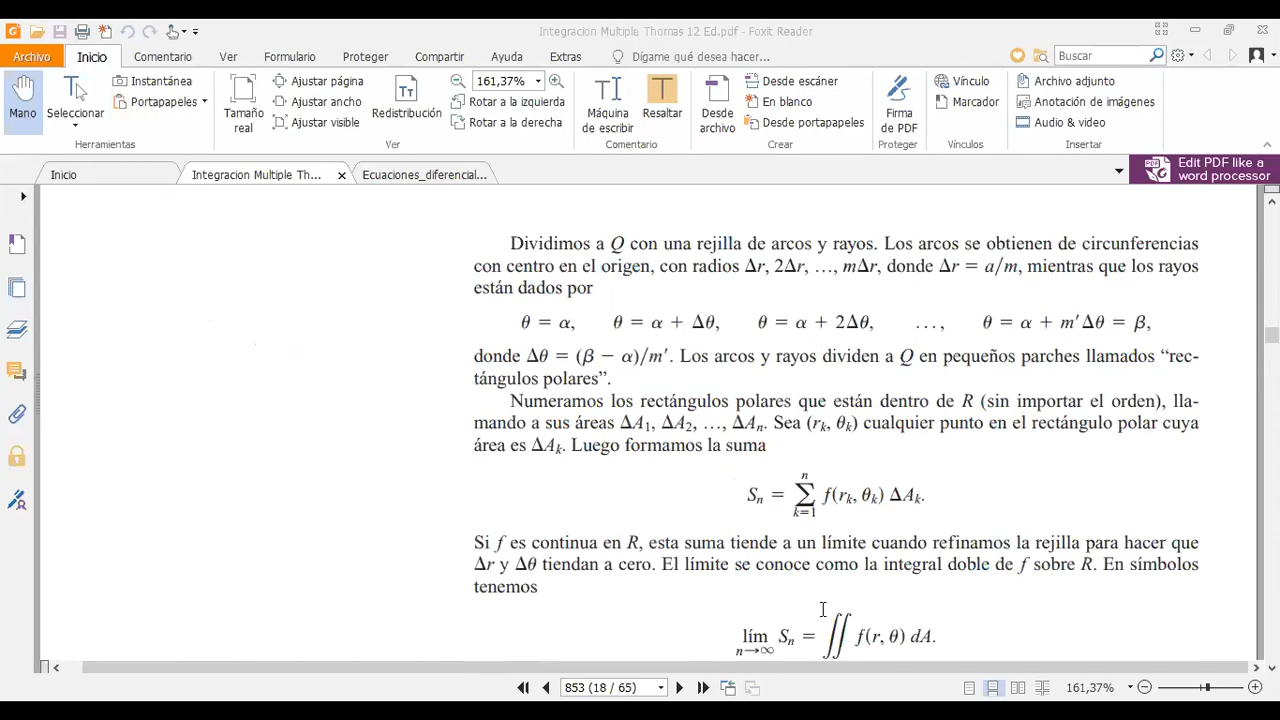 Integracion Multiple Thomas 12 Ed.pdf - Foxit Reader
Archivo Inicio Comentario Ver Formulario Proteger Compartir Ayuda Extras Dígame qué desea hacer... Buscar
Mano Seleccionar Instantánea Portapapeles Tamaño real Ajustar página Ajustar ancho Ajustar visible Redistribución 161,37% Rotar a la izquierda Rotar a la derecha Máquina de escribir Resaltar Desde archivo Desde escáner En blanco Desde portapapeles Firma de PDF Vínculo Marcador Archivo adjunto Anotación de imágenes Audio & video
Herramientas Ver Comentario Crear Proteger Vínculos Insertar
Inicio Integracion Multiple Th... Ecuaciones_diferencial... Edit PDF like a word processor
Dividimos a Q con una rejilla de arcos y rayos. Los arcos se obtienen de circunferencias
con centro en el origen, con radios Δr, 2Δr, …, mΔr, donde Δr = a/m, mientras que los rayos
están dados por
θ = α, θ = α + Δθ, θ = α + 2Δθ, ..., θ = α + m′Δθ = β,
donde Δθ = (β − α)/m′. Los arcos y rayos dividen a Q en pequeños parches llamados “rec-
tángulos polares”.
Numeramos los rectángulos polares que están dentro de R (sin importar el orden), lla-
mando a sus áreas ΔA1, ΔA2, …, ΔAn. Sea (rk, θk) cualquier punto en el rectángulo polar cuya
área es ΔAk. Luego formamos la suma
Sn = ∑ k=1 n f(rk, θk) ΔAk.
Si f es continua en R, esta suma tiende a un límite cuando refinamos la rejilla para hacer que
Δr y Δθ tiendan a cero. El límite se conoce como la integral doble de f sobre R. En símbolos
tenemos
lím n→∞ Sn = ∬ f(r, θ) dA.
853 (18 / 65) 161,37%